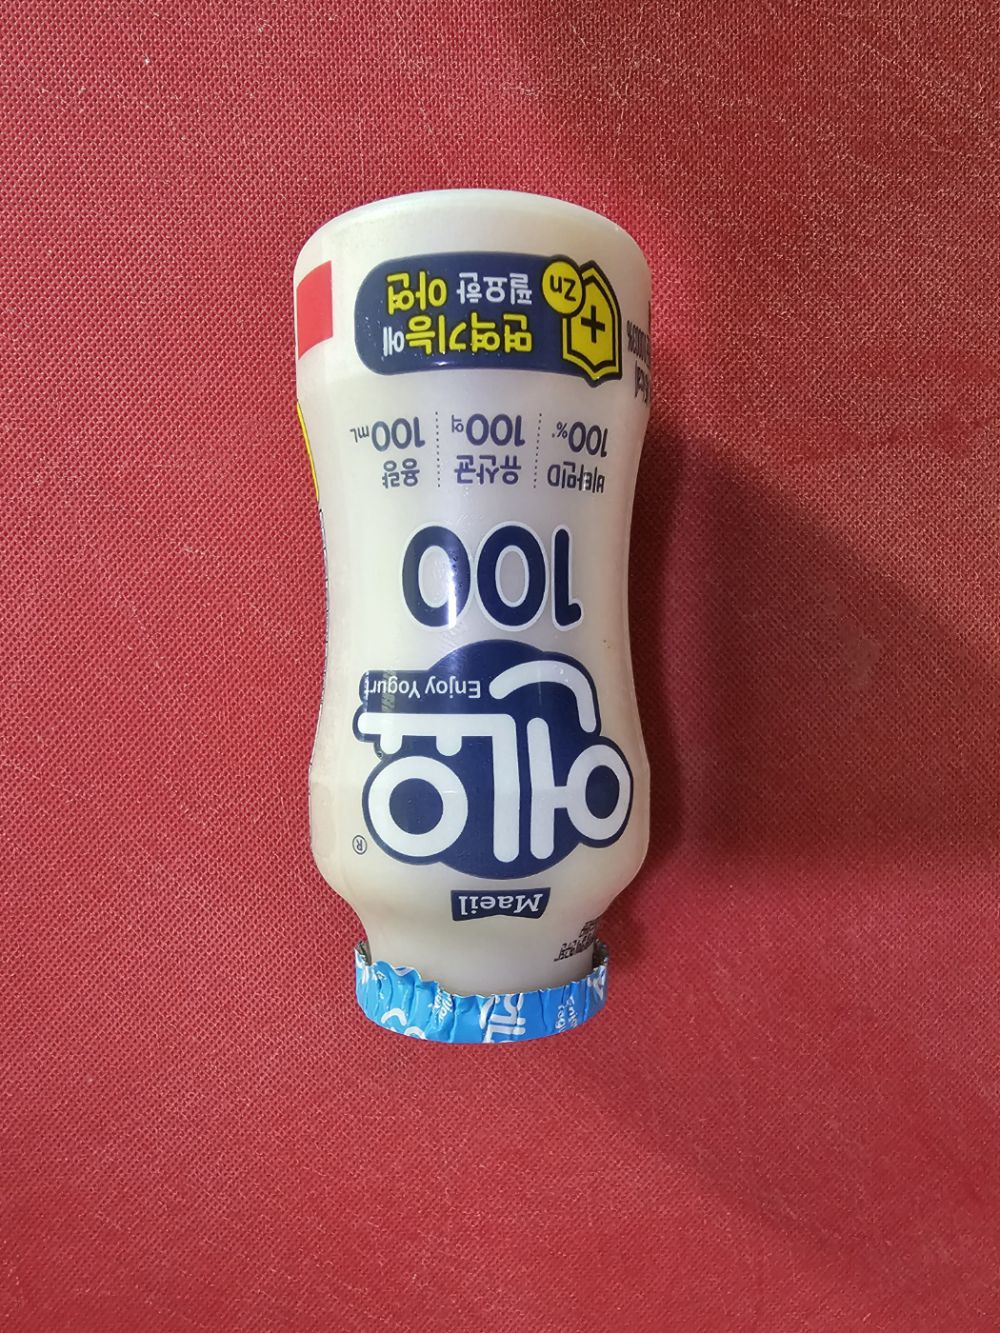 Maeil
엔요®
Enjoy Yogurt
100
비타민D 유산균 용량
100%* 100억 100mL
Zn
면역기능에
필요한 아연